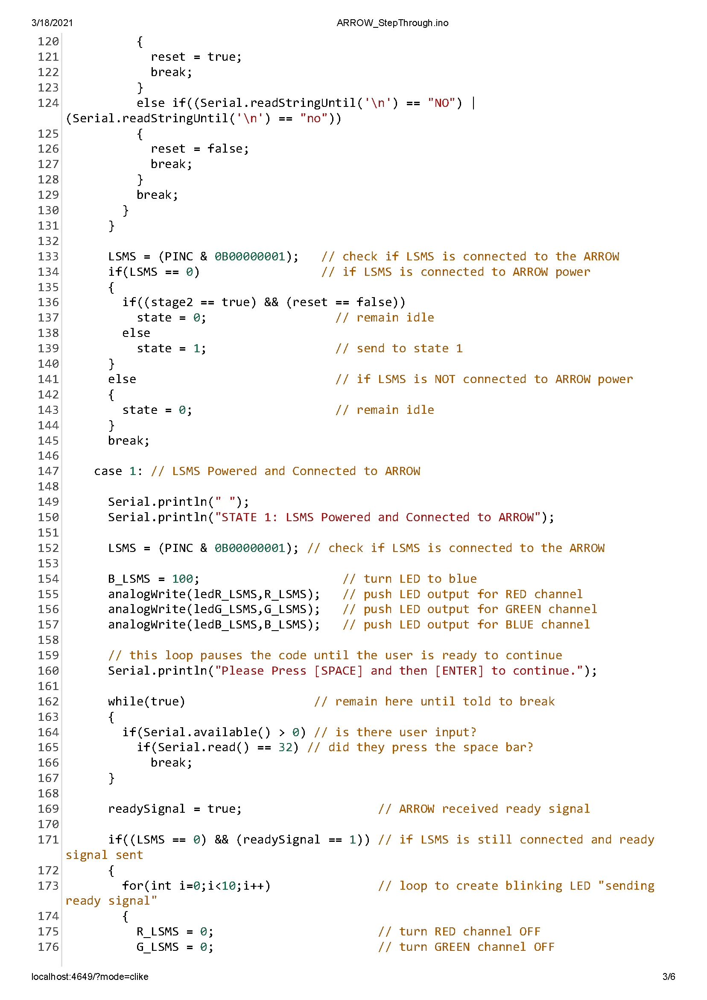 3/18/2021 ARROW_StepThrough.ino
120 {
121 reset = true;
122 break;
123 }
124 else if((Serial.readStringUntil('\n') == "NO") |
(Serial.readStringUntil('\n') == "no"))
125 {
126 reset = false;
127 break;
128 }
129 break;
130 }
131 }
132
133 LSMS = (PINC & 0B00000001); // check if LSMS is connected to the ARROW
134 if(LSMS == 0) // if LSMS is connected to ARROW power
135 {
136 if((stage2 == true) && (reset == false))
137 state = 0; // remain idle
138 else
139 state = 1; // send to state 1
140 }
141 else // if LSMS is NOT connected to ARROW power
142 {
143 state = 0; // remain idle
144 }
145 break;
146
147 case 1: // LSMS Powered and Connected to ARROW
148
149 Serial.println(" ");
150 Serial.println("STATE 1: LSMS Powered and Connected to ARROW");
151
152 LSMS = (PINC & 0B00000001); // check if LSMS is connected to the ARROW
153
154 B_LSMS = 100; // turn LED to blue
155 analogWrite(ledR_LSMS,R_LSMS); // push LED output for RED channel
156 analogWrite(ledG_LSMS,G_LSMS); // push LED output for GREEN channel
157 analogWrite(ledB_LSMS,B_LSMS); // push LED output for BLUE channel
158
159 // this loop pauses the code until the user is ready to continue
160 Serial.println("Please Press [SPACE] and then [ENTER] to continue.");
161
162 while(true) // remain here until told to break
163 {
164 if(Serial.available() > 0) // is there user input?
165 if(Serial.read() == 32) // did they press the space bar?
166 break;
167 }
168
169 readySignal = true; // ARROW received ready signal
170
171 if((LSMS == 0) && (readySignal == 1)) // if LSMS is still connected and ready
signal sent
172 {
173 for(int i=0;i<10;i++) // loop to create blinking LED "sending
ready signal"
174 {
175 R_LSMS = 0; // turn RED channel OFF
176 G_LSMS = 0; // turn GREEN channel OFF
localhost:4649/?mode=clike 3/6